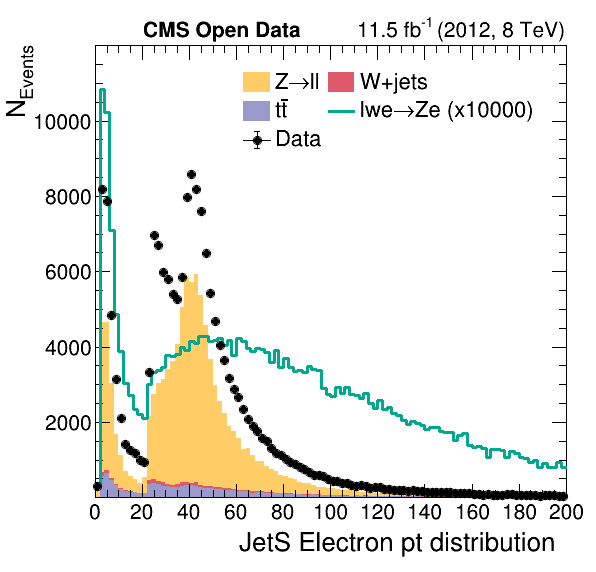 CMS Open Data 11.5 fb⁻¹ (2012, 8 TeV)
N_Events
Z→ll W+jets
tt̄ lwe→Ze (x10000)
Data
10000
8000
6000
4000
2000
0 20 40 60 80 100 120 140 160 180 200
JetS Electron pt distribution